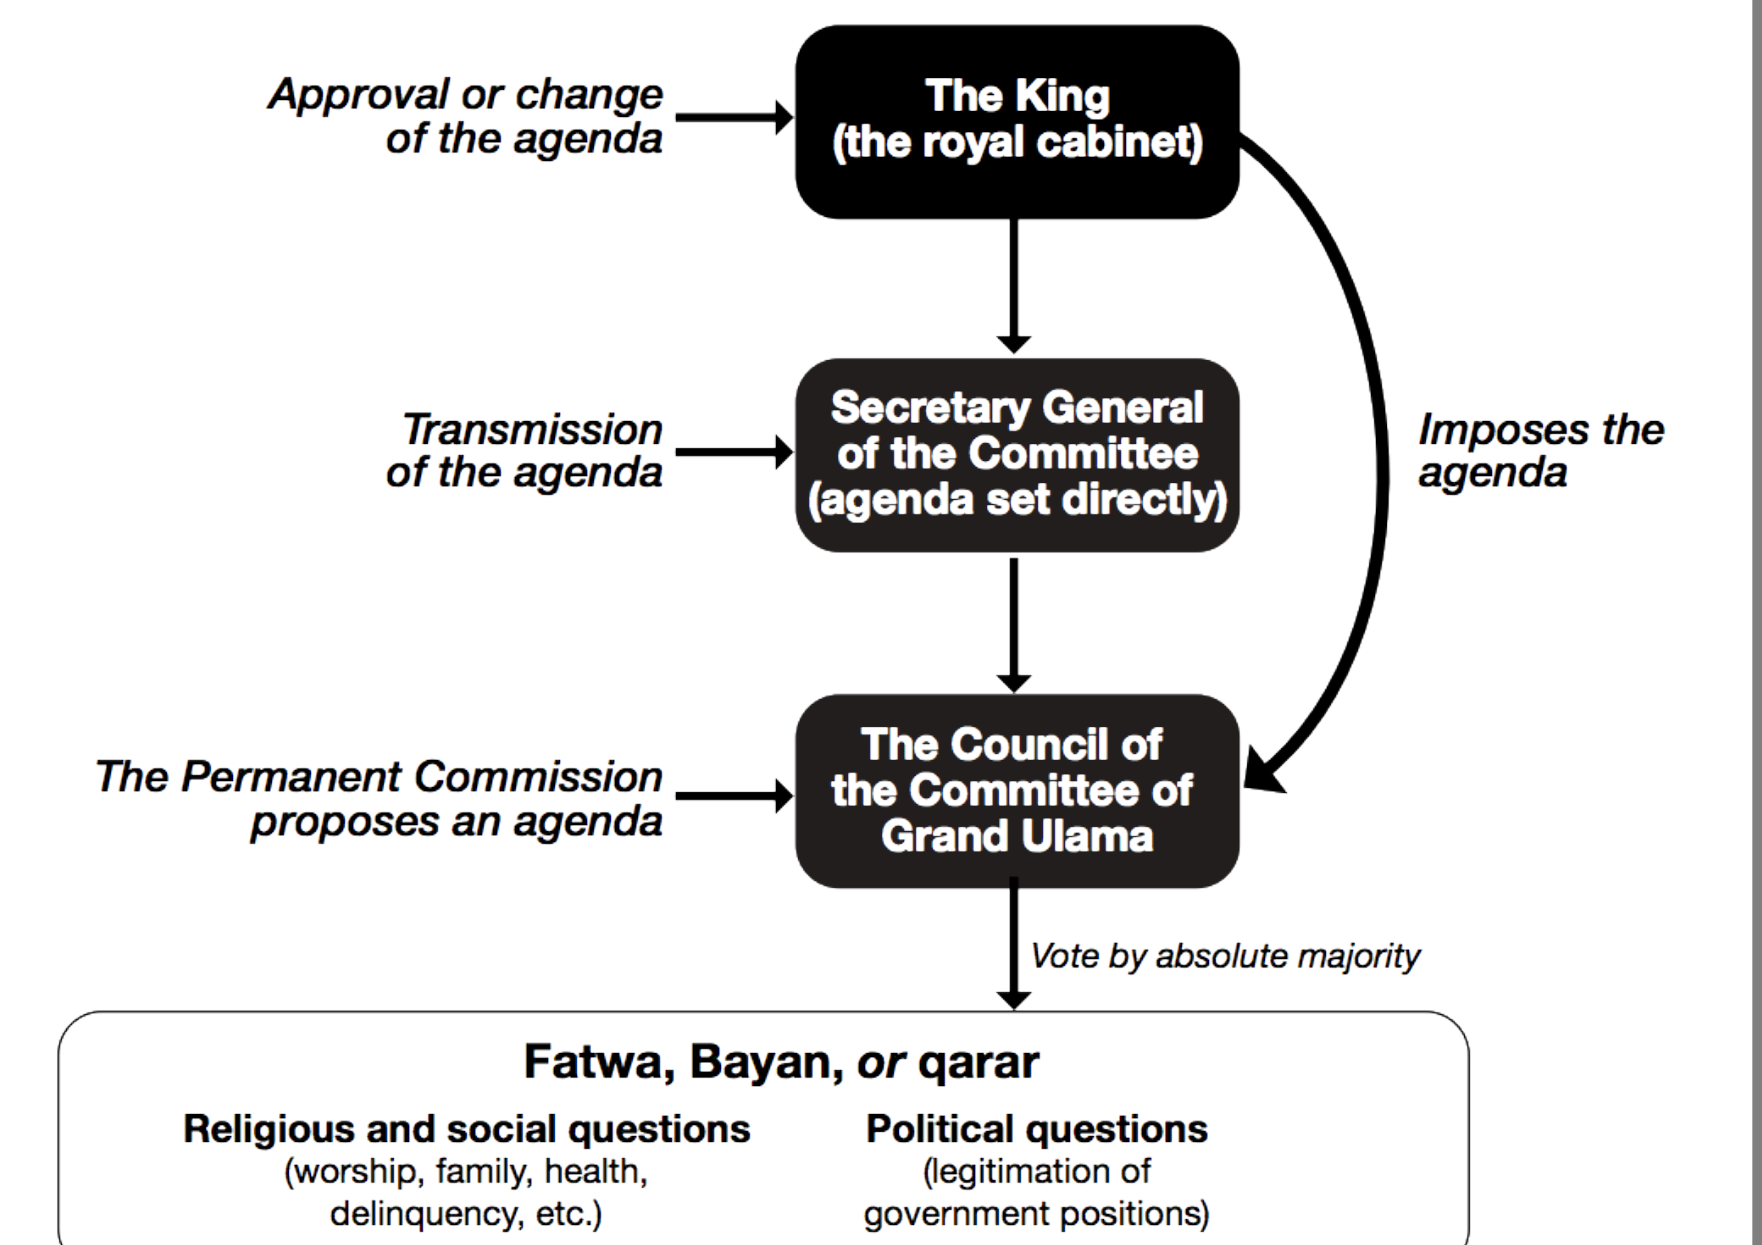 Approval or change
of the agenda
The King
(the royal cabinet)
Transmission
of the agenda
Secretary General
of the Committee
(agenda set directly)
Imposes the
agenda
The Permanent Commission
proposes an agenda
The Council of
the Committee of
Grand Ulama
Vote by absolute majority
Fatwa, Bayan, or qarar
Religious and social questions
(worship, family, health,
delinquency, etc.)
Political questions
(legitimation of
government positions)